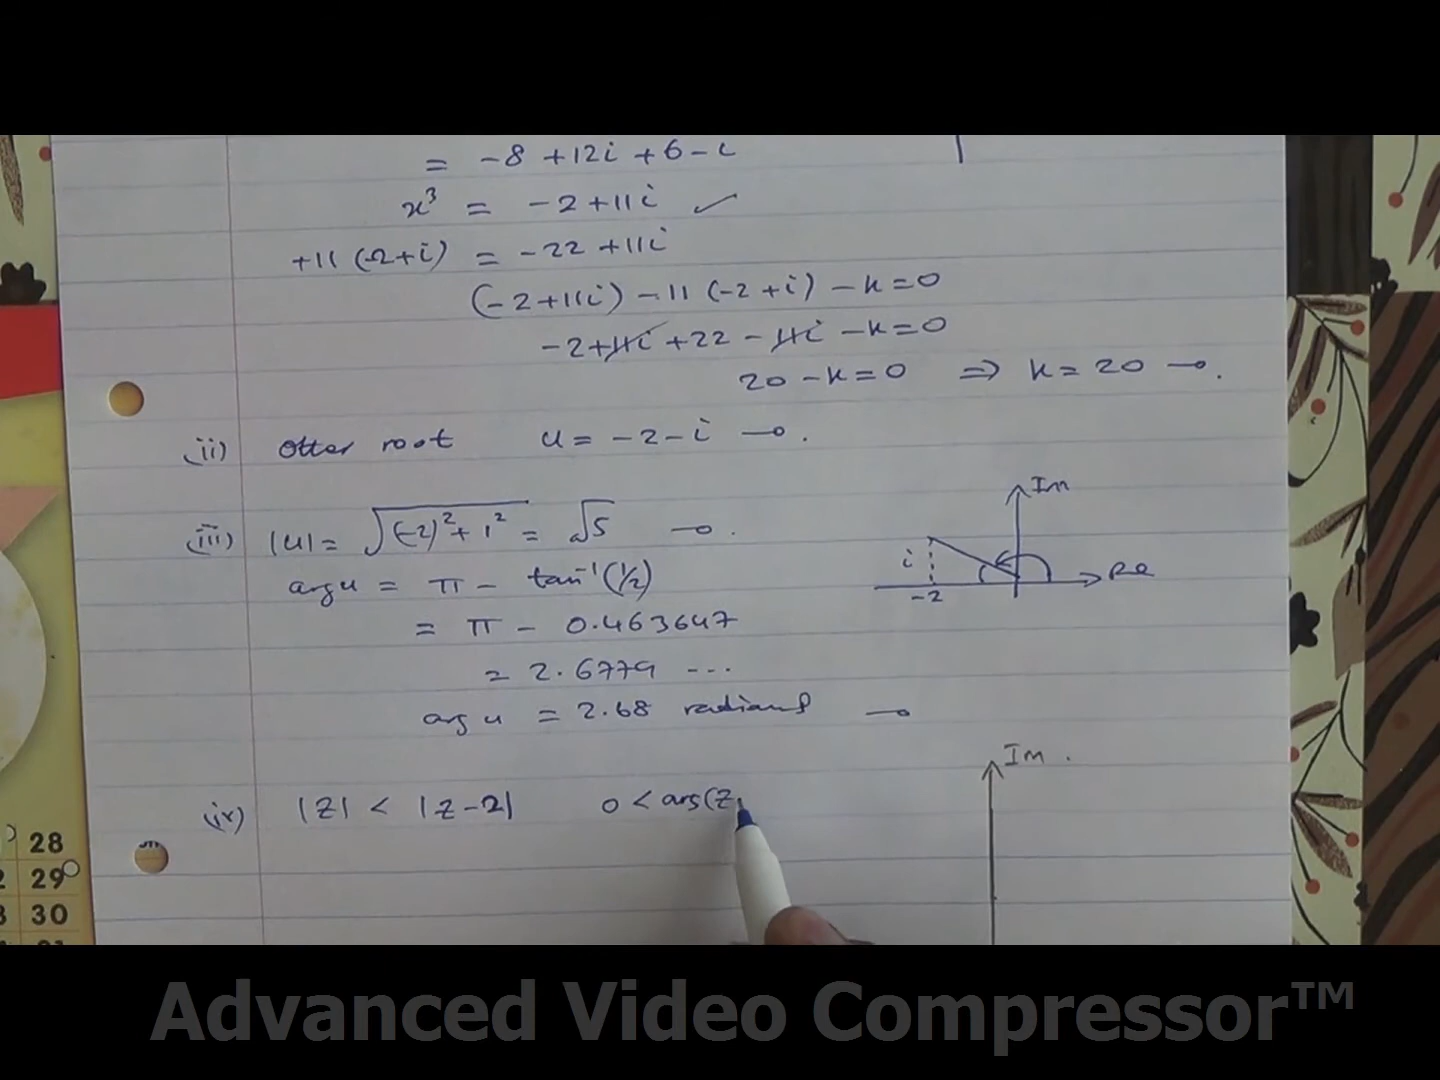 = -8 +12i +6 -i
x³ = -2+11i ✓
+11(-2+i) = -22 +11i
(-2+11i) -11 (-2+i) -k=0
-2+11i +22 -11i -k=0
20 -k=0 ⇒ k=20
(ii) Other root u = -2-i
(iii) |u| = √(-2)²+1² = √5
Im
arg u = π - tan⁻¹(1/2)
i
Re
-2
= π - 0.463647
= 2.6779 ...
arg u = 2.68 radians
Im .
(iv) |z| < |z-2| 0 < arg(z
28
29
30
Advanced Video Compressor™